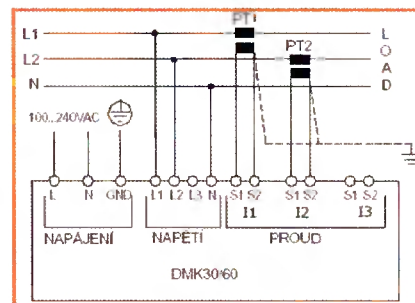 PT1
L1 L
L2 PT2 O
A
N D
100..240VAC
L N GND L1 L2 L3 N S1 S2 S1 S2 S1 S2
I1 I2 I3
NAPÁJENÍ NAPĚTÍ PROUD
DMK30/60